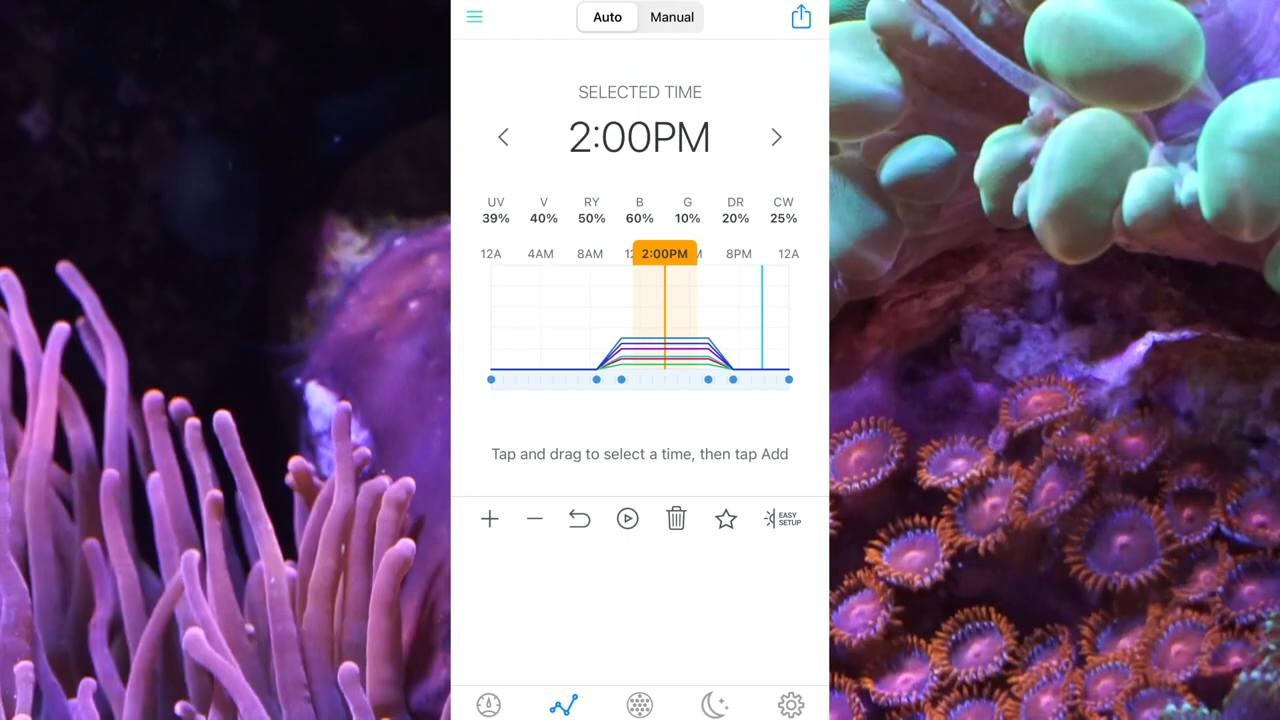 Auto Manual
SELECTED TIME
2:00PM
UV V RY B G DR CW
39% 40% 50% 60% 10% 20% 25%
12A 4AM 8AM 2:00PM 8PM 12A
Tap and drag to select a time, then tap Add
EASY
SETUP